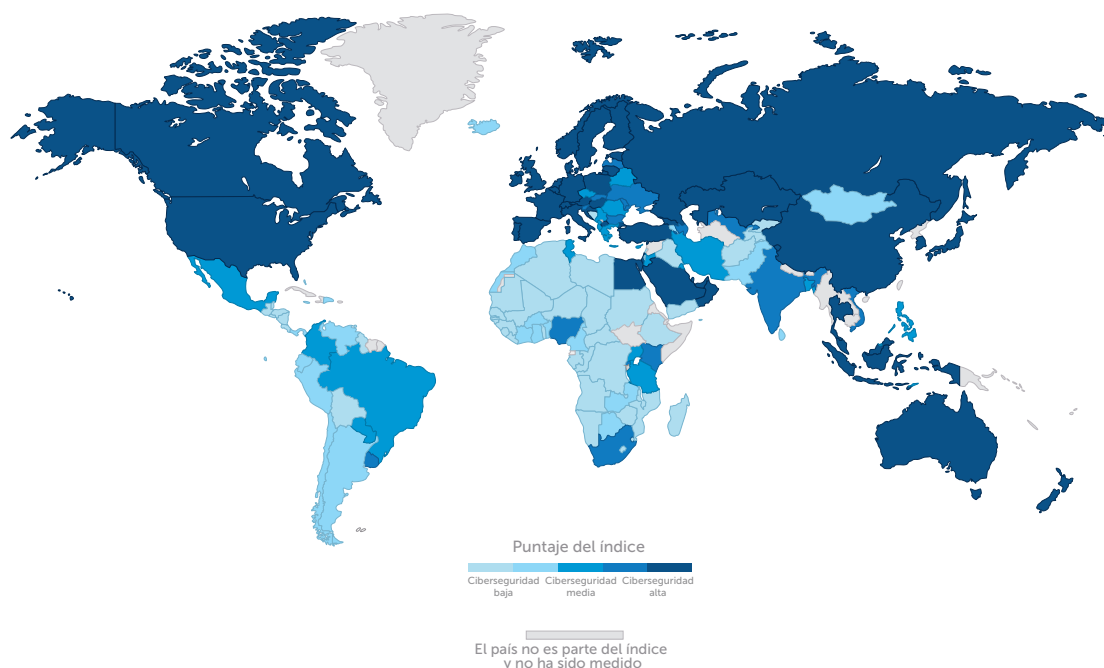 Puntaje del índice
Ciberseguridad baja
Ciberseguridad media
Ciberseguridad alta
El país no es parte del índice
y no ha sido medido